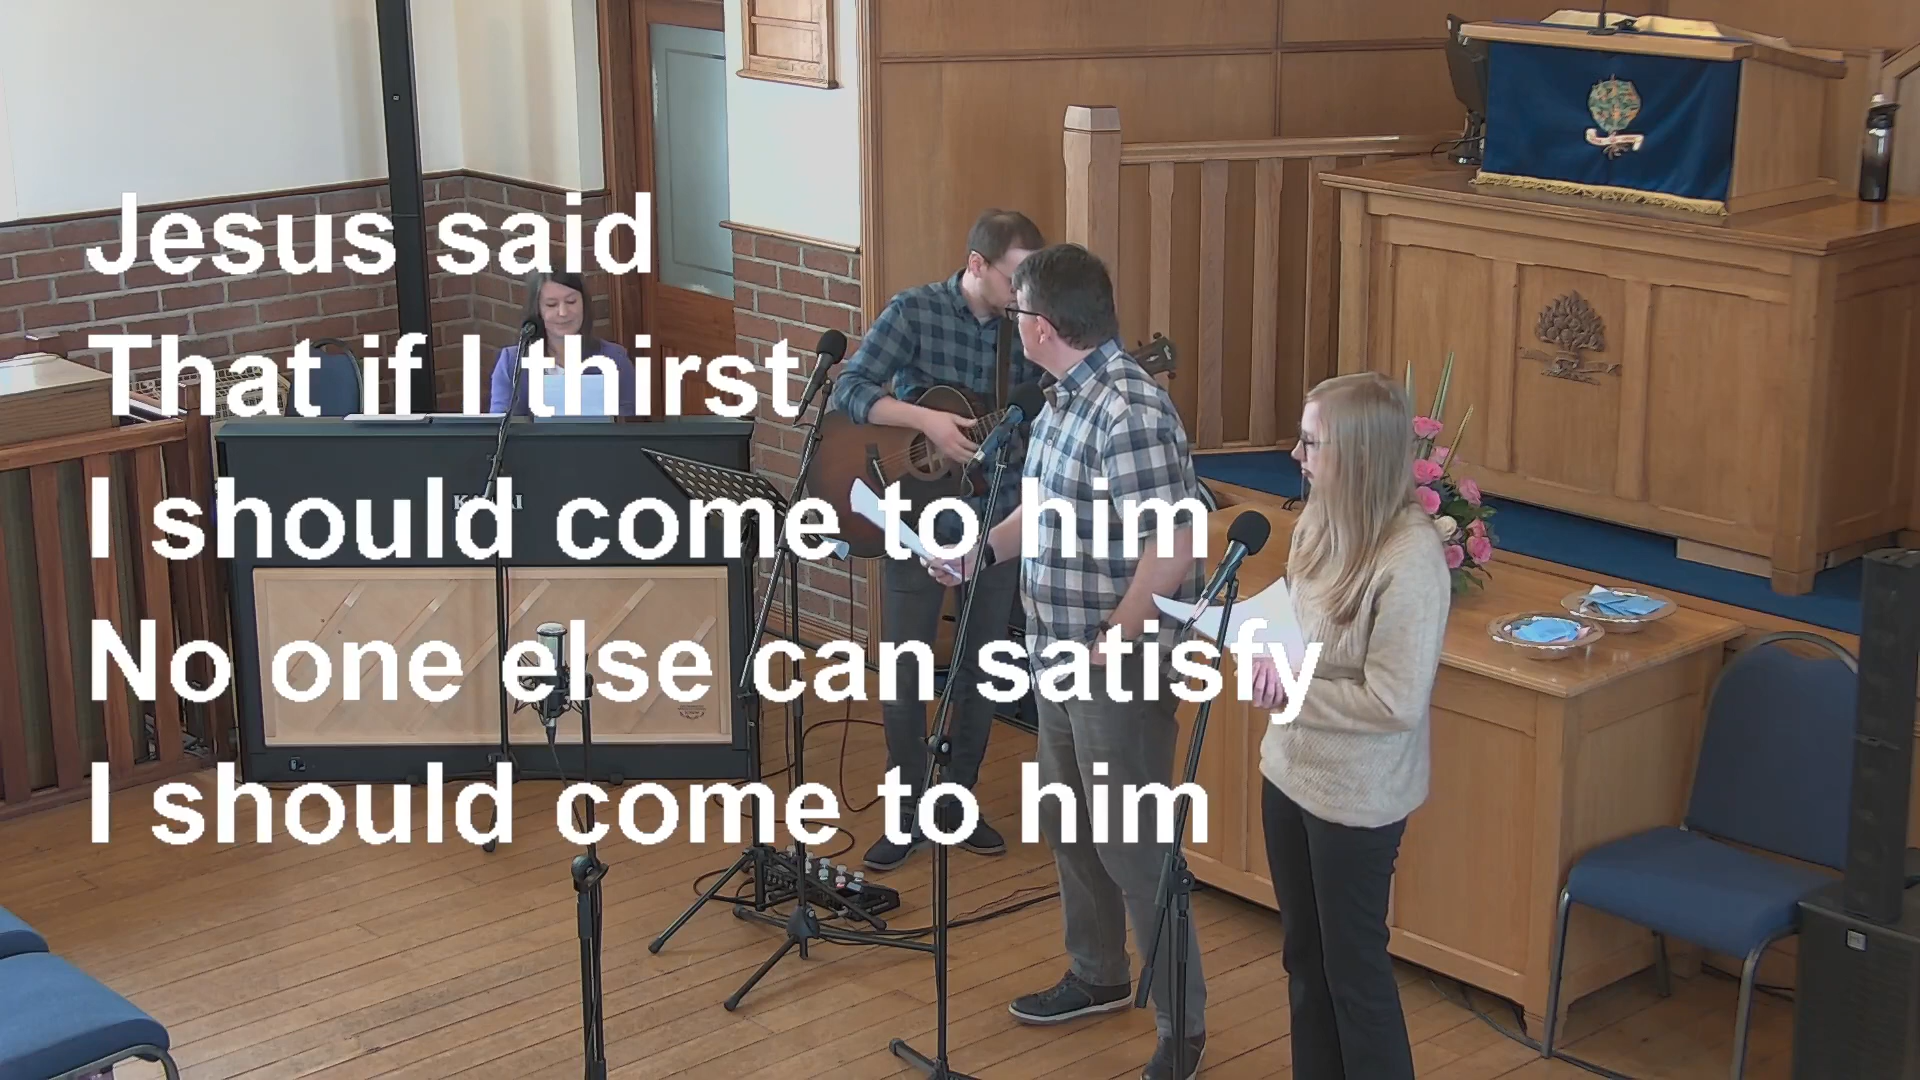 Jesus said
That if I thirst
I should come to him
No one else can satisfy
I should come to him